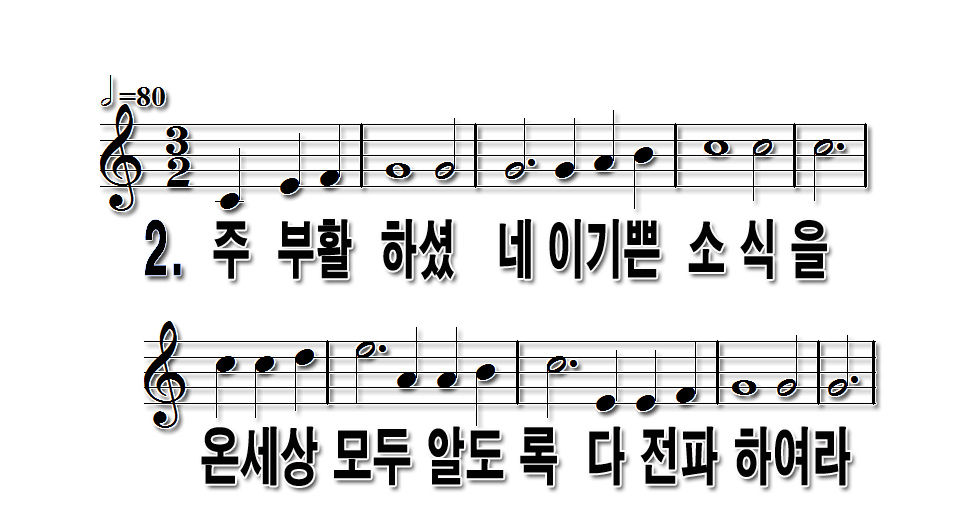 =80
3
2
2. 주 부활 하셨 네 이기쁜 소 식 을
온세상 모두 알도 록 다 전파 하여라